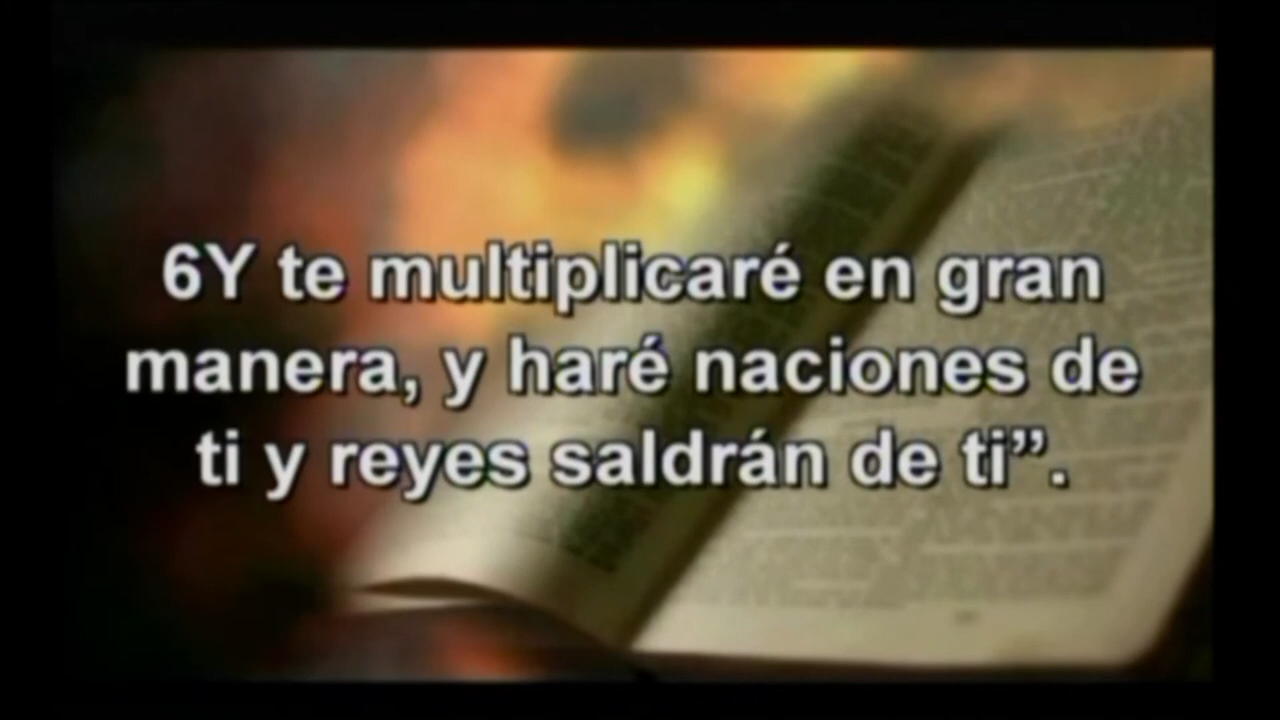 6Y te multiplicaré en gran
manera, y haré naciones de
ti y reyes saldrán de ti”.